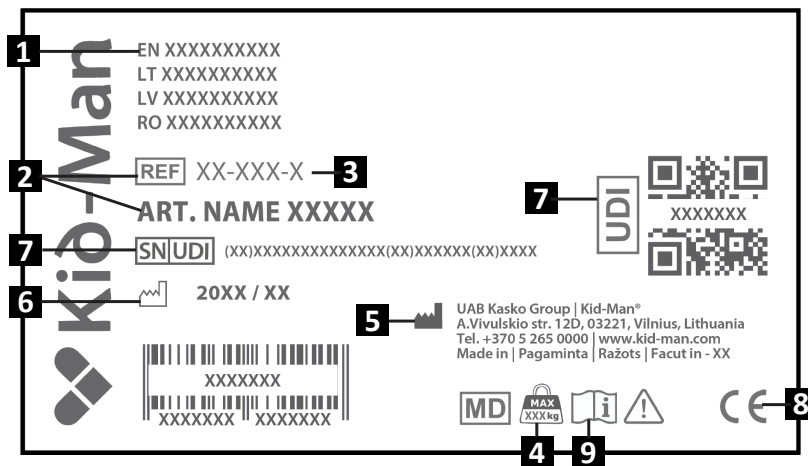 1
EN XXXXXXXXXX
LT XXXXXXXXXX
LV XXXXXXXXXX
RO XXXXXXXXXX
Kið-Man
2
REF XX-XXX-X 3
ART. NAME XXXXX
7
SN UDI (XX)XXXXXXXXXXXXXX(XX)XXXXXX(XX)XXXX
6
20XX / XX
XXXXXXX
XXXXXXX XXXXXXX
7
UDI
XXXXXXX
5
UAB Kasko Group | Kid-Man®
A.Vivulskio str. 12D, 03221, Vilnius, Lithuania
Tel. +370 5 265 0000 | www.kid-man.com
Made in | Pagaminta | Ražots | Facut in - XX
MD
MAX
XXX kg
i
!
CE 8
4 9